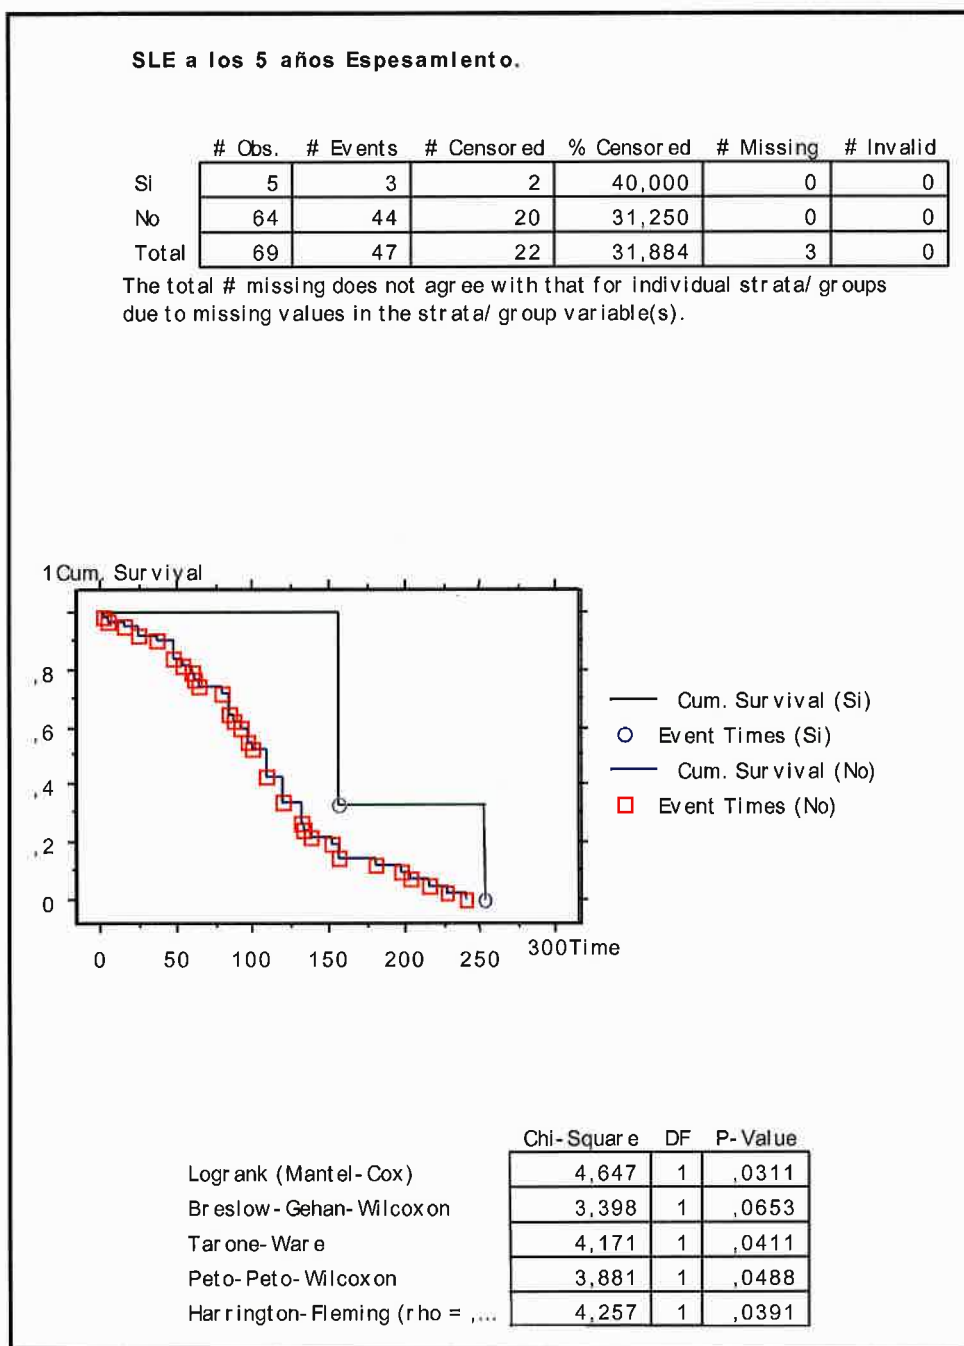 SLE a los 5 años Espesamiento.
# Obs. # Events # Censored % Censored # Missing # Invalid
Si 5 3 2 40,000 0 0
No 64 44 20 31,250 0 0
Total 69 47 22 31,884 3 0
The total # missing does not agree with that for individual strata/ groups
due to missing values in the strata/ group variable(s).
1 Cum. Survival
,8
,6
,4
,2
0
0 50 100 150 200 250 300 Time
Cum. Survival (Si)
Event Times (Si)
Cum. Survival (No)
Event Times (No)
Chi-Square DF P-Value
Logrank (Mantel-Cox) 4,647 1 ,0311
Breslow-Gehan-Wilcoxon 3,398 1 ,0653
Tarone-Ware 4,171 1 ,0411
Peto-Peto-Wilcoxon 3,881 1 ,0488
Harrington-Fleming (rho = ,... 4,257 1 ,0391